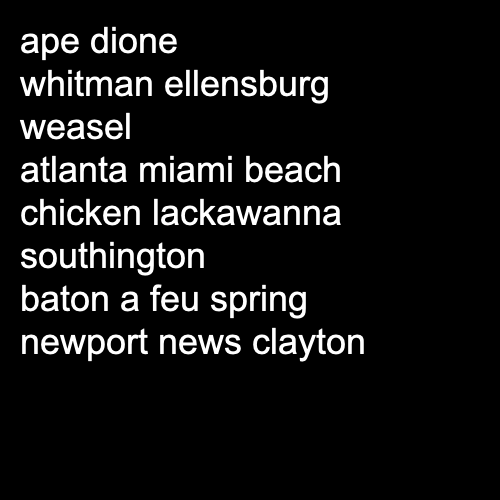 ape dione
whitman ellensburg
weasel
atlanta miami beach
chicken lackawanna
southington
baton a feu spring
newport news clayton